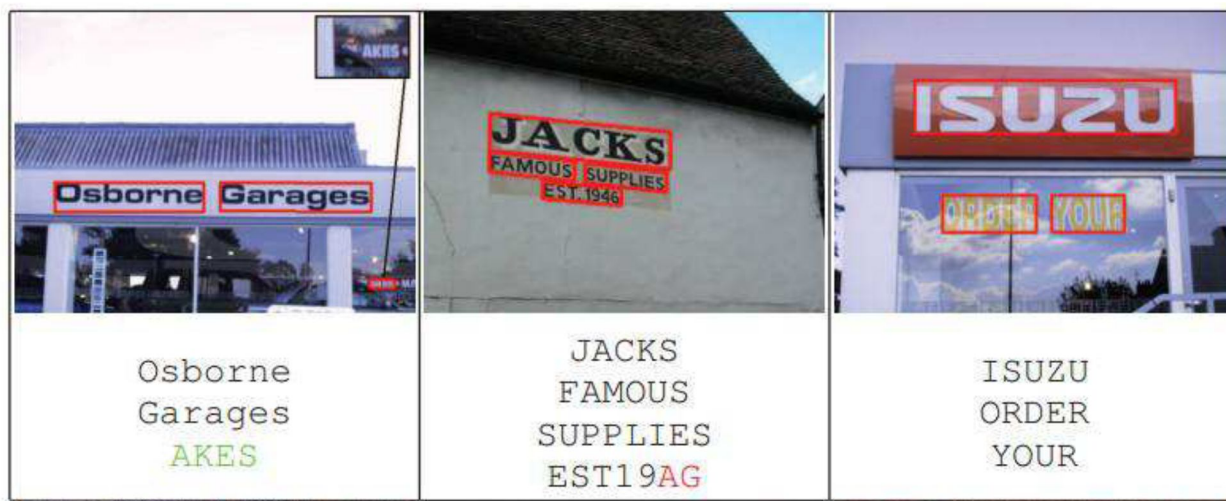 AKES
Osborne Garages
JACKS
FAMOUS SUPPLIES
EST. 1946
ISUZU
ORDER YOUR
Osborne
Garages
AKES
JACKS
FAMOUS
SUPPLIES
EST19AG
ISUZU
ORDER
YOUR